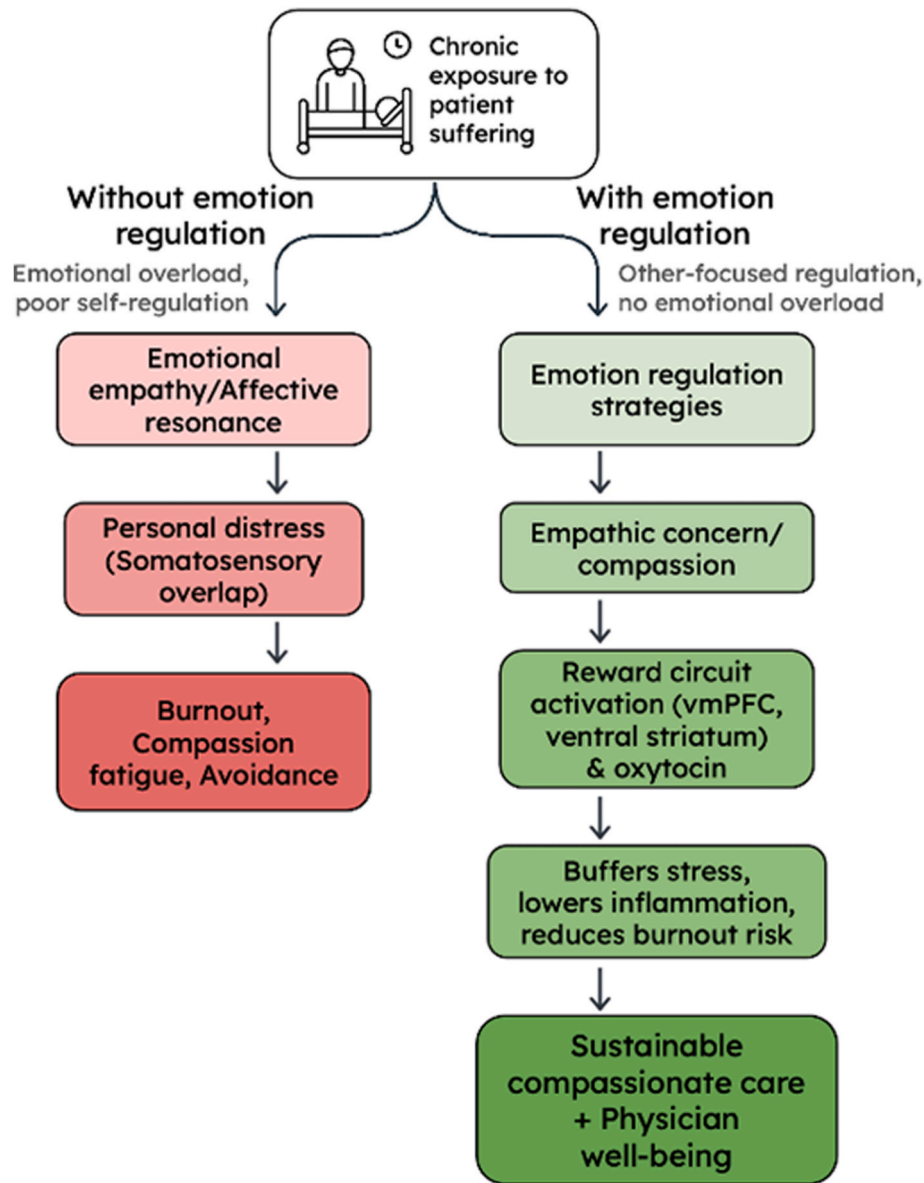 Chronic
exposure to
patient
suffering
Without emotion
regulation
Emotional overload,
poor self-regulation
With emotion
regulation
Other-focused regulation,
no emotional overload
Emotional
empathy/Affective
resonance
Personal distress
(Somatosensory
overlap)
Burnout,
Compassion
fatigue, Avoidance
Emotion regulation
strategies
Empathic concern/
compassion
Reward circuit
activation (vmPFC,
ventral striatum)
& oxytocin
Buffers stress,
lowers inflammation,
reduces burnout risk
Sustainable
compassionate care
+ Physician
well-being